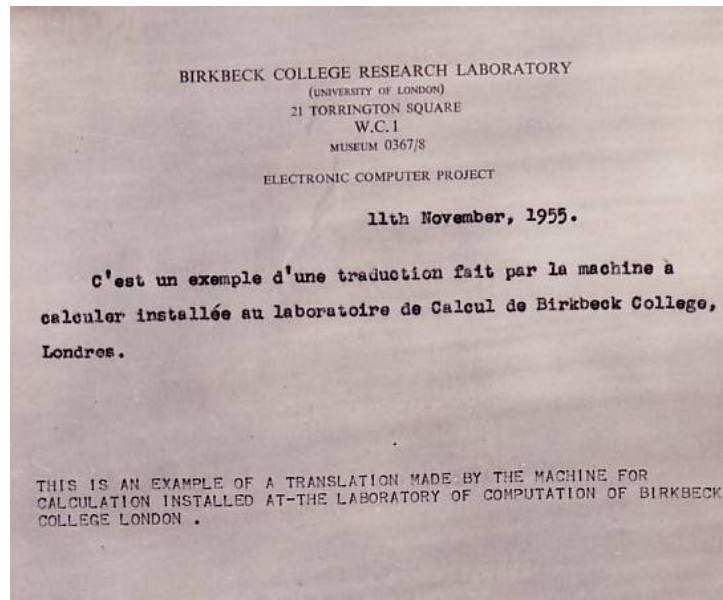 BIRKBECK COLLEGE RESEARCH LABORATORY
(UNIVERSITY OF LONDON)
21 TORRINGTON SQUARE
W.C.1
MUSEUM 0367/8
ELECTRONIC COMPUTER PROJECT
11th November, 1955.
C'est un exemple d'une traduction fait par la machine à
calculer installée au laboratoire de Calcul de Birkbeck College,
Londres.
THIS IS AN EXAMPLE OF A TRANSLATION MADE BY THE MACHINE FOR
CALCULATION INSTALLED AT-THE LABORATORY OF COMPUTATION OF BIRKBECK
COLLEGE LONDON .